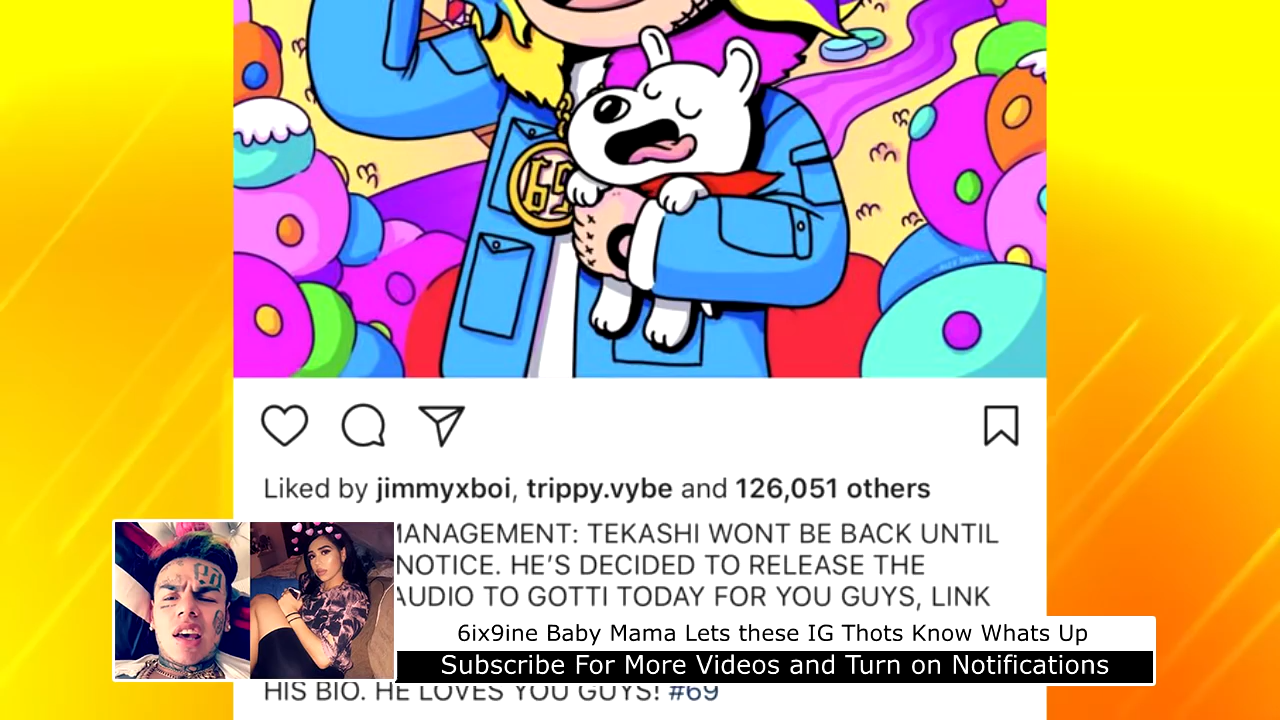 69
Liked by jimmyxboi, trippy.vybe and 126,051 others
MANAGEMENT: TEKASHI WONT BE BACK UNTIL
NOTICE. HE'S DECIDED TO RELEASE THE
AUDIO TO GOTTI TODAY FOR YOU GUYS, LINK
6ix9ine Baby Mama Lets these IG Thots Know Whats Up
Subscribe For More Videos and Turn on Notifications
HIS BIO. HE LOVES YOU GUYS! #69